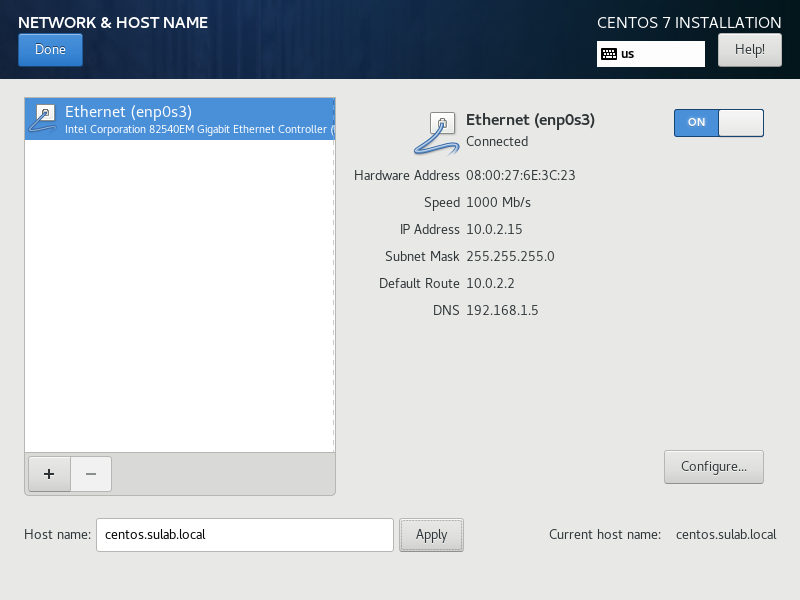 NETWORK & HOST NAME
CENTOS 7 INSTALLATION
Done
us
Help!
Ethernet (enp0s3)
Intel Corporation 82540EM Gigabit Ethernet Controller (
Ethernet (enp0s3)
Connected
ON
Hardware Address 08:00:27:6E:3C:23
Speed 1000 Mb/s
IP Address 10.0.2.15
Subnet Mask 255.255.255.0
Default Route 10.0.2.2
DNS 192.168.1.5
+ −
Configure...
Host name: centos.sulab.local Apply Current host name: centos.sulab.local